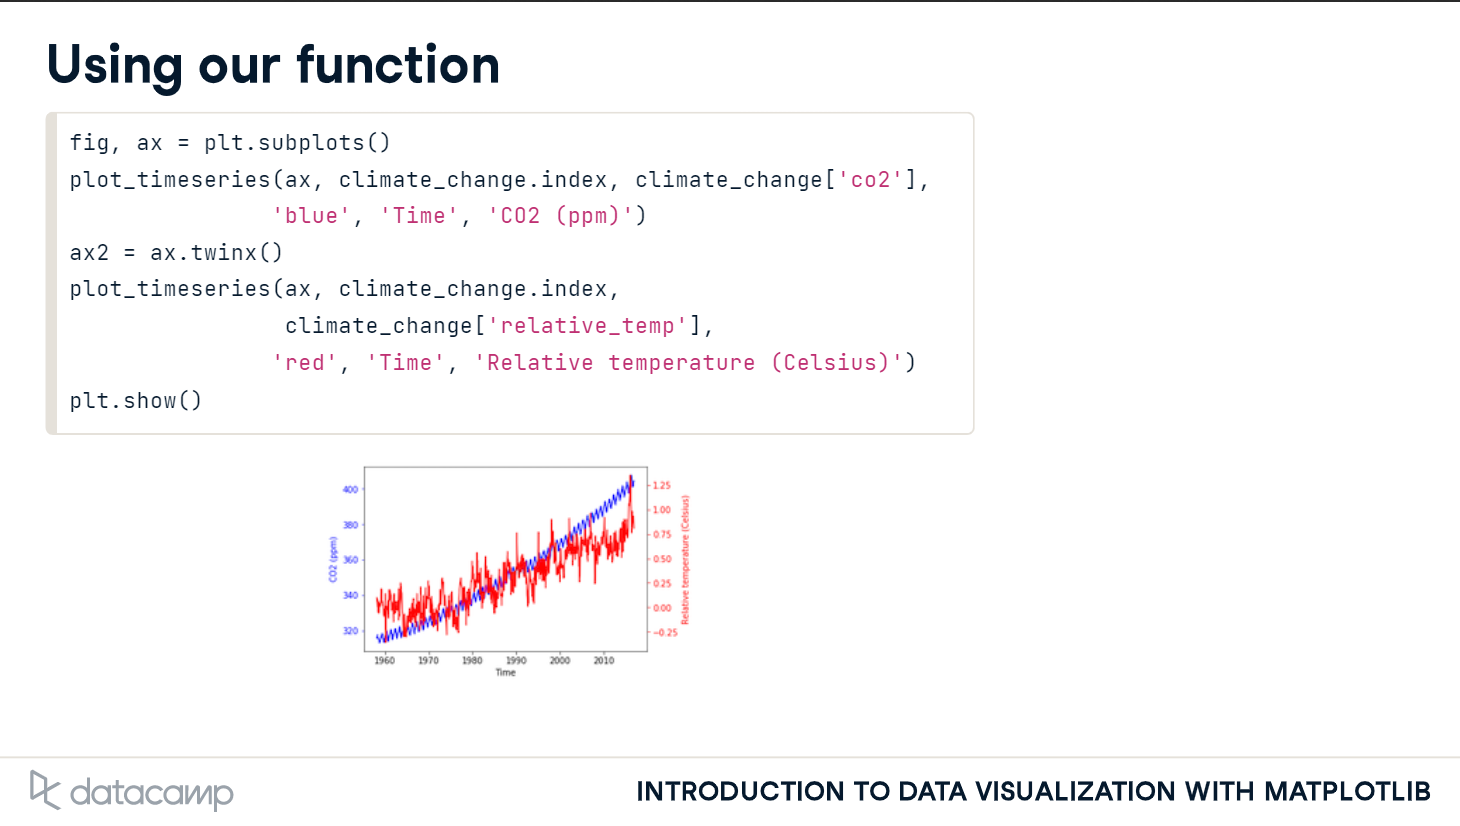 Using our function
fig, ax = plt.subplots()
plot_timeseries(ax, climate_change.index, climate_change['co2'],
'blue', 'Time', 'CO2 (ppm)')
ax2 = ax.twinx()
plot_timeseries(ax, climate_change.index,
climate_change['relative_temp'],
'red', 'Time', 'Relative temperature (Celsius)')
plt.show()
CO2 (ppm)
400
380
360
340
320
1.25
1.00
0.75
0.50
0.25
0.00
−0.25
Relative temperature (Celsius)
1960 1970 1980 1990 2000 2010
Time
datacamp
INTRODUCTION TO DATA VISUALIZATION WITH MATPLOTLIB